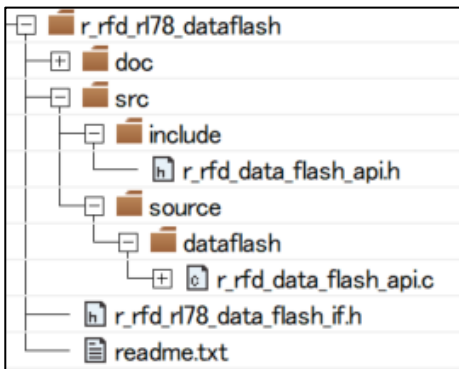 r_rfd_rl78_dataflash
doc
src
include
r_rfd_data_flash_api.h
source
dataflash
r_rfd_data_flash_api.c
r_rfd_rl78_data_flash_if.h
readme.txt